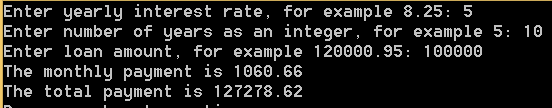 Enter yearly interest rate, for example 8.25: 5
Enter number of years as an integer, for example 5: 10
Enter loan amount, for example 120000.95: 100000
The monthly payment is 1060.66
The total payment is 127278.62